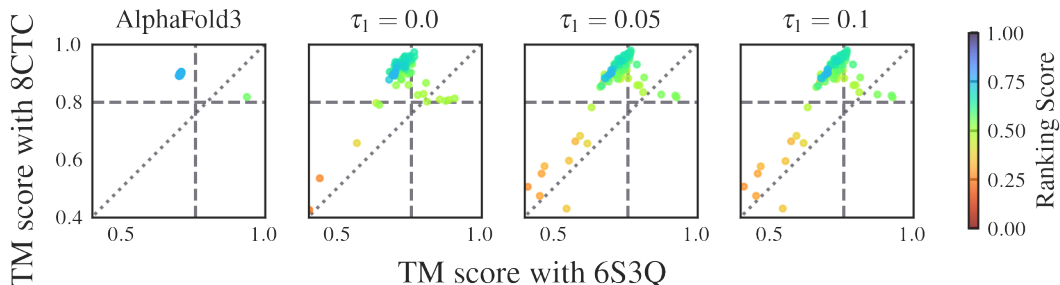 AlphaFold3
τ₁ = 0.0
τ₁ = 0.05
τ₁ = 0.1
TM score with 8CTC
1.0
0.8
0.6
0.4
0.5 1.0
0.5 1.0
0.5 1.0
0.5 1.0
TM score with 6S3Q
1.00
0.75
0.50
0.25
0.00
Ranking Score